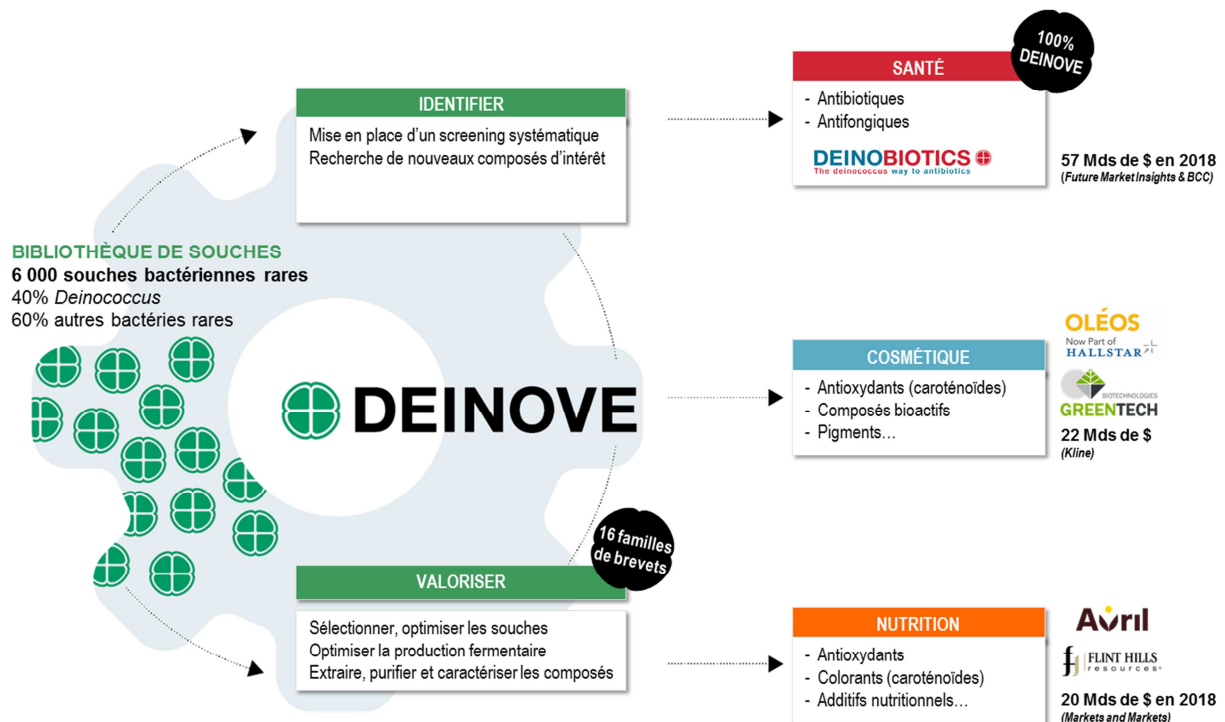 BIBLIOTHÈQUE DE SOUCHES
6 000 souches bactériennes rares
40% Deinococcus
60% autres bactéries rares
DEINOVE
IDENTIFIER
Mise en place d'un screening systématique
Recherche de nouveaux composés d'intérêt
16 familles
de brevets
VALORISER
Sélectionner, optimiser les souches
Optimiser la production fermentaire
Extraire, purifier et caractériser les composés
100%
DEINOVE
SANTÉ
- Antibiotiques
- Antifongiques
DEINOBIOTICS
The deinococcus way to antibiotics
57 Mds de $ en 2018
(Future Market Insights & BCC)
COSMÉTIQUE
- Antioxydants (caroténoïdes)
- Composés bioactifs
- Pigments…
OLÉOS
Now Part of
HALLSTAR
BIOTECHNOLOGIES
GREENTECH
22 Mds de $
(Kline)
NUTRITION
- Antioxydants
- Colorants (caroténoïdes)
- Additifs nutritionnels…
Avril
FLINT HILLS
resources
20 Mds de $ en 2018
(Markets and Markets)